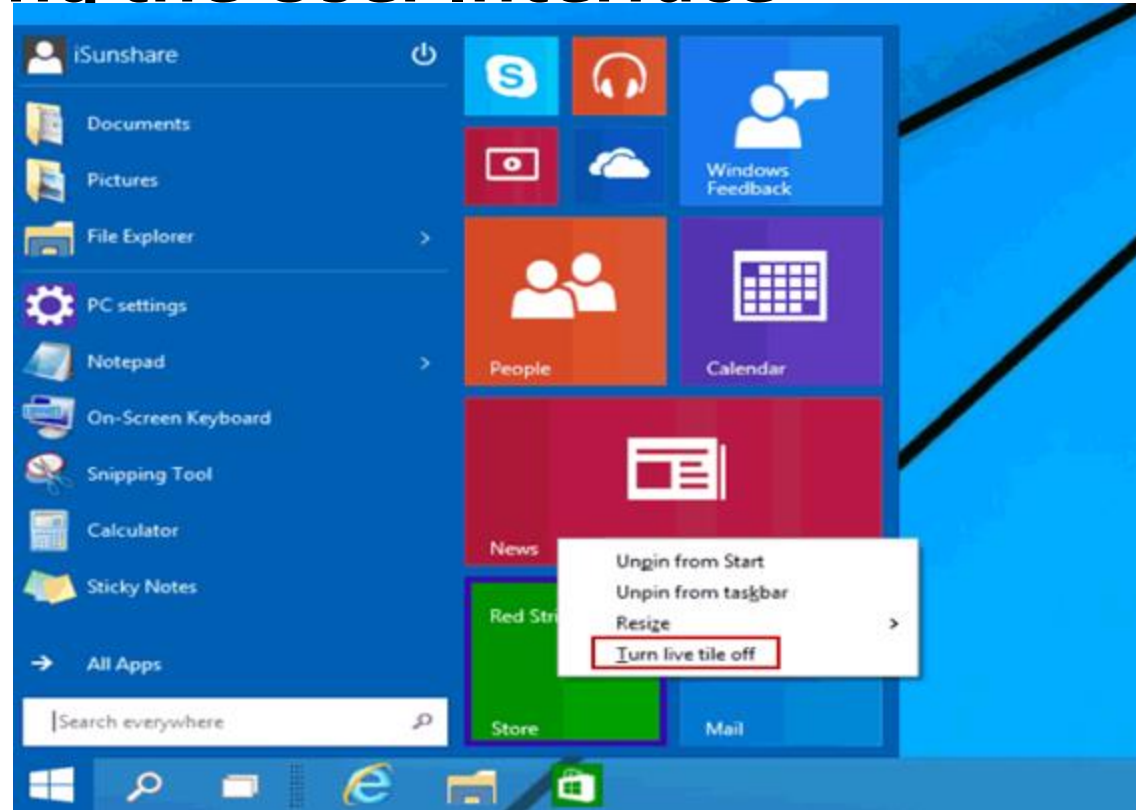 iSunshare
Documents
Pictures
File Explorer
PC settings
Notepad
On-Screen Keyboard
Snipping Tool
Calculator
Sticky Notes
All Apps
Search everywhere
S
Windows
Feedback
People
Calendar
News
Red Stri
Store
Mail
Unpin from Start
Unpin from taskbar
Resize
Turn live tile off